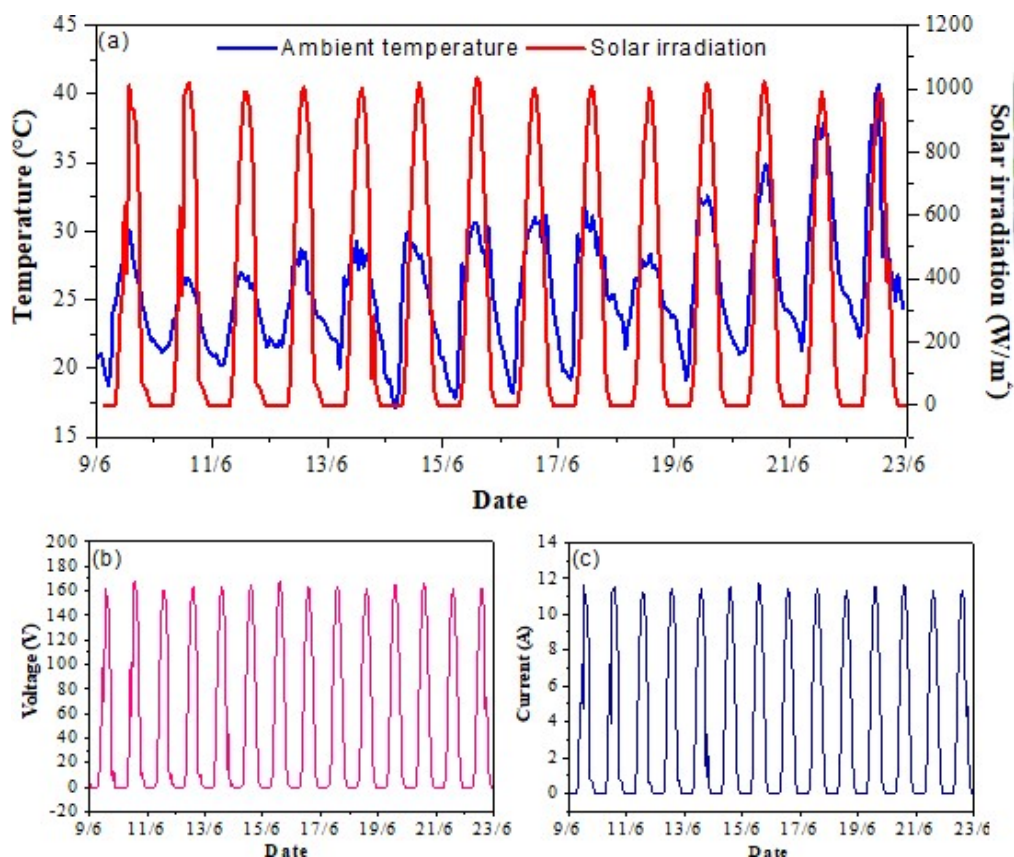 (a)
Ambient temperature Solar irradiation
45
40
35
30
25
20
15
Temperature (°C)
1200
1000
800
600
400
200
0
Solar irradiation (W/m²)
9/6 11/6 13/6 15/6 17/6 19/6 21/6 23/6
Date
(b)
200
180
160
140
120
100
80
60
40
20
0
-20
Voltage (V)
9/6 11/6 13/6 15/6 17/6 19/6 21/6 23/6
Date
(c)
14
12
10
8
6
4
2
0
Current (A)
9/6 11/6 13/6 15/6 17/6 19/6 21/6 23/6
Date